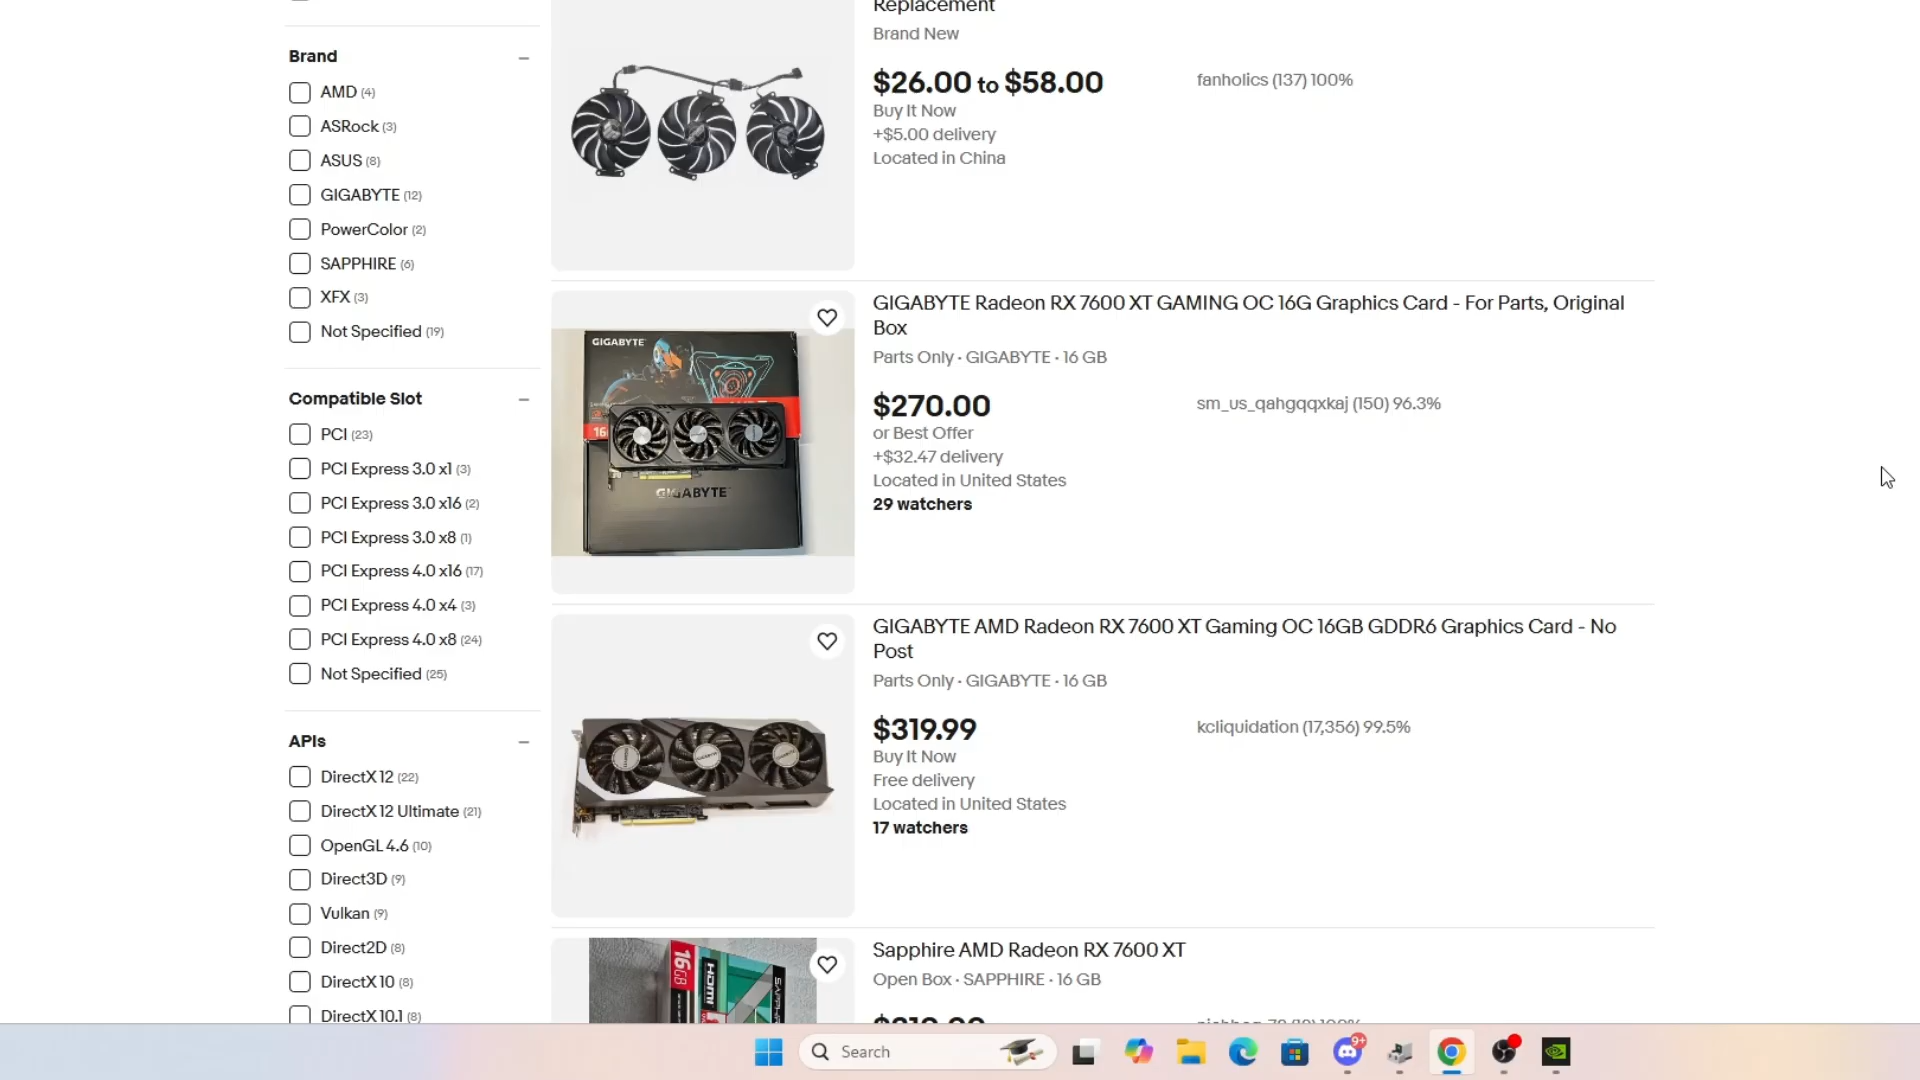 Brand
AMD (4)
ASRock (3)
ASUS (8)
GIGABYTE (12)
PowerColor (2)
SAPPHIRE (6)
XFX (3)
Not Specified (19)
Compatible Slot
PCI (23)
PCI Express 3.0 x1 (3)
PCI Express 3.0 x16 (2)
PCI Express 3.0 x8 (1)
PCI Express 4.0 x16 (17)
PCI Express 4.0 x4 (3)
PCI Express 4.0 x8 (24)
Not Specified (25)
APIs
DirectX 12 (22)
DirectX 12 Ultimate (21)
OpenGL 4.6 (10)
Direct3D (9)
Vulkan (9)
Direct2D (8)
DirectX 10 (8)
DirectX 10.1 (8)
Replacement
Brand New
$26.00 to $58.00
fanholics (137) 100%
Buy It Now
+$5.00 delivery
Located in China
GIGABYTE
16
GIGABYTE
GIGABYTE Radeon RX 7600 XT GAMING OC 16G Graphics Card - For Parts, Original
Box
Parts Only · GIGABYTE · 16 GB
$270.00
sm_us_qahgqqxkaj (150) 96.3%
or Best Offer
+$32.47 delivery
Located in United States
29 watchers
GIGABYTE AMD Radeon RX 7600 XT Gaming OC 16GB GDDR6 Graphics Card - No
Post
Parts Only · GIGABYTE · 16 GB
$319.99
kcliquidation (17,356) 99.5%
Buy It Now
Free delivery
Located in United States
17 watchers
16GB
HDMI
Sapphire AMD Radeon RX 7600 XT
Open Box · SAPPHIRE · 16 GB
Search
9+